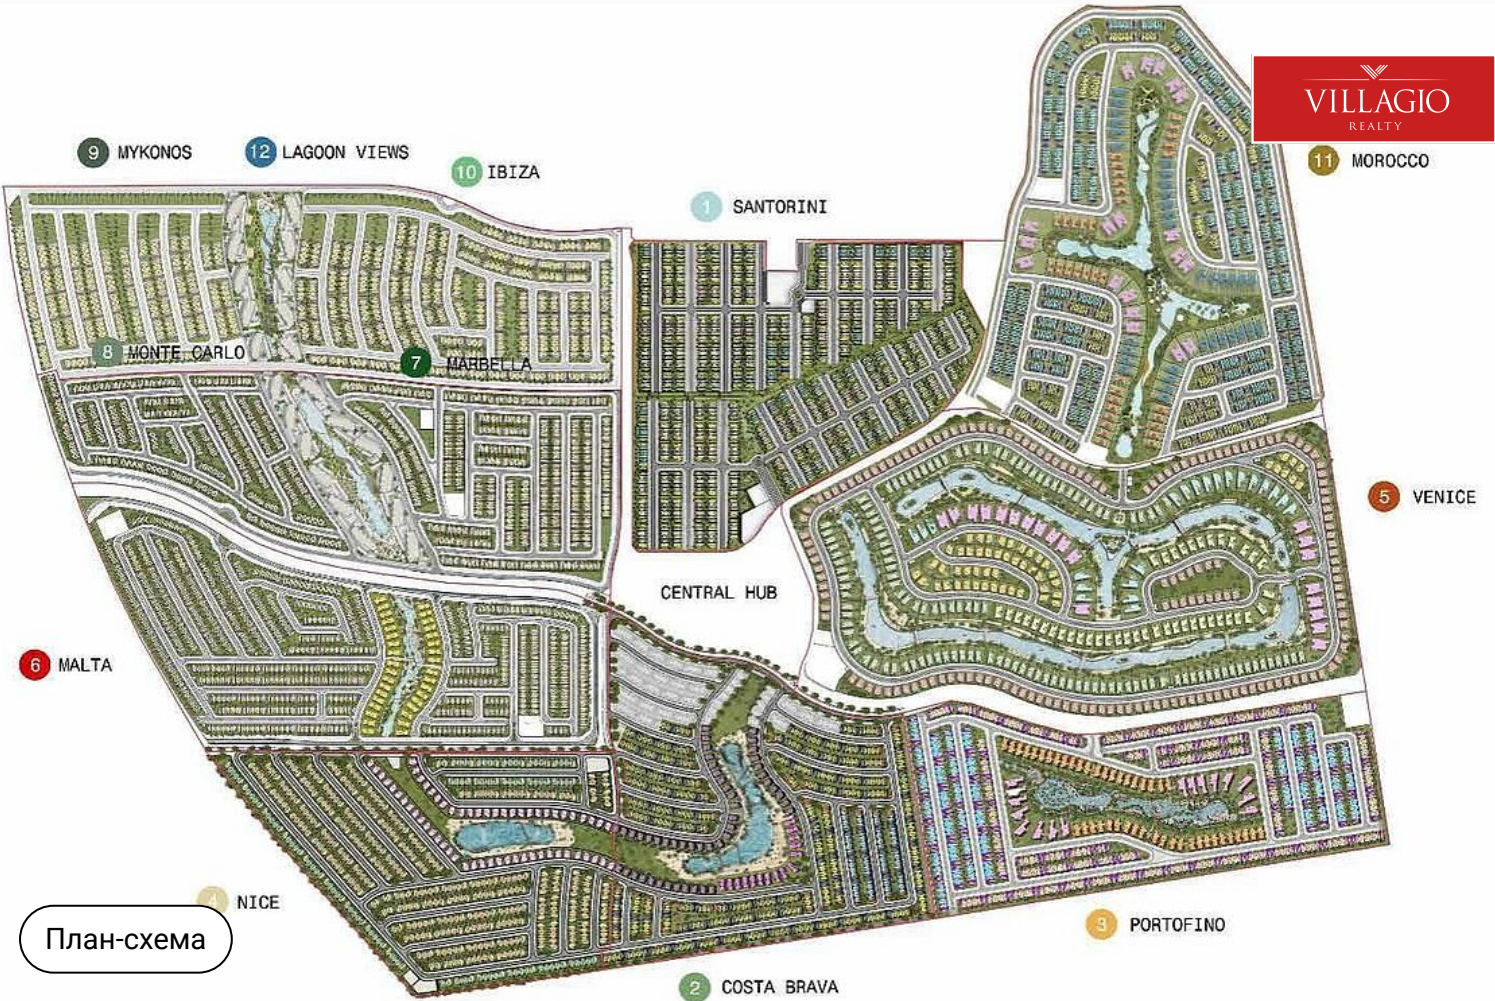 VILLAGIO
REALTY
9 MYKONOS
12 LAGOON VIEWS
10 IBIZA
11 MOROCCO
1 SANTORINI
8 MONTE CARLO
7 MARBELLA
5 VENICE
CENTRAL HUB
6 MALTA
4 NICE
3 PORTOFINO
План-схема
2 COSTA BRAVA